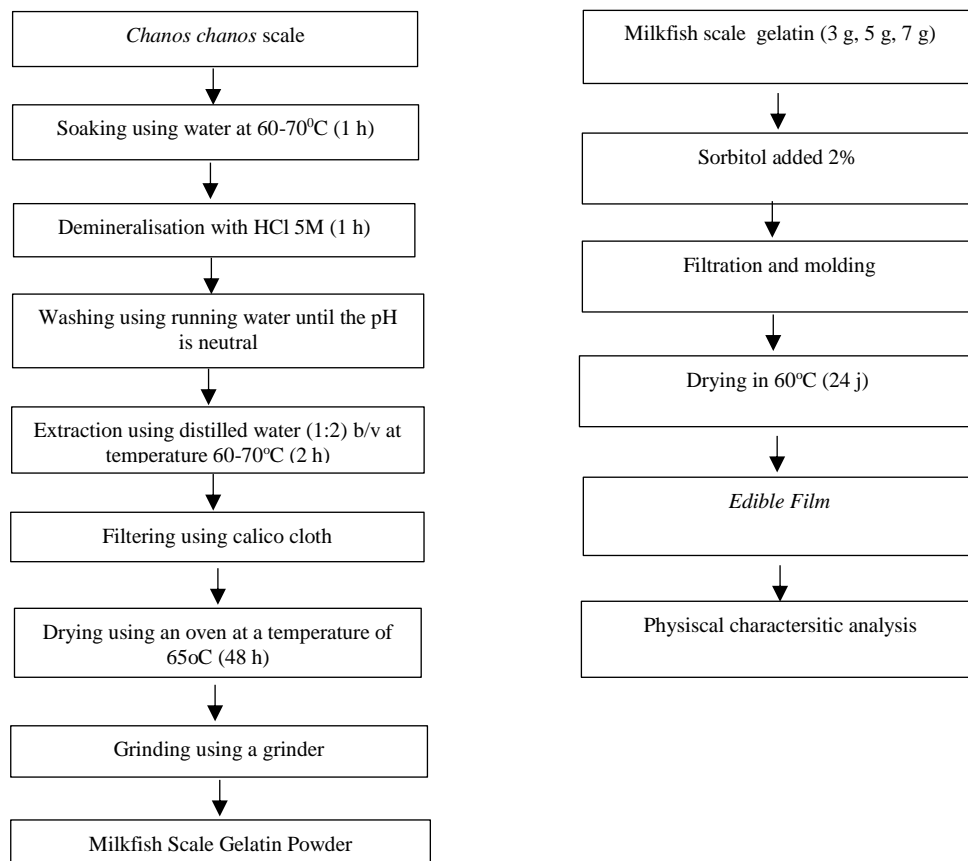 Chanos chanos scale
Soaking using water at 60-70⁰C (1 h)
Demineralisation with HCl 5M (1 h)
Washing using running water until the pH
is neutral
Extraction using distilled water (1:2) b/v at
temperature 60-70°C (2 h)
Filtering using calico cloth
Drying using an oven at a temperature of
65oC (48 h)
Grinding using a grinder
Milkfish Scale Gelatin Powder
Milkfish scale gelatin (3 g, 5 g, 7 g)
Sorbitol added 2%
Filtration and molding
Drying in 60°C (24 j)
Edible Film
Physiscal charactersitic analysis